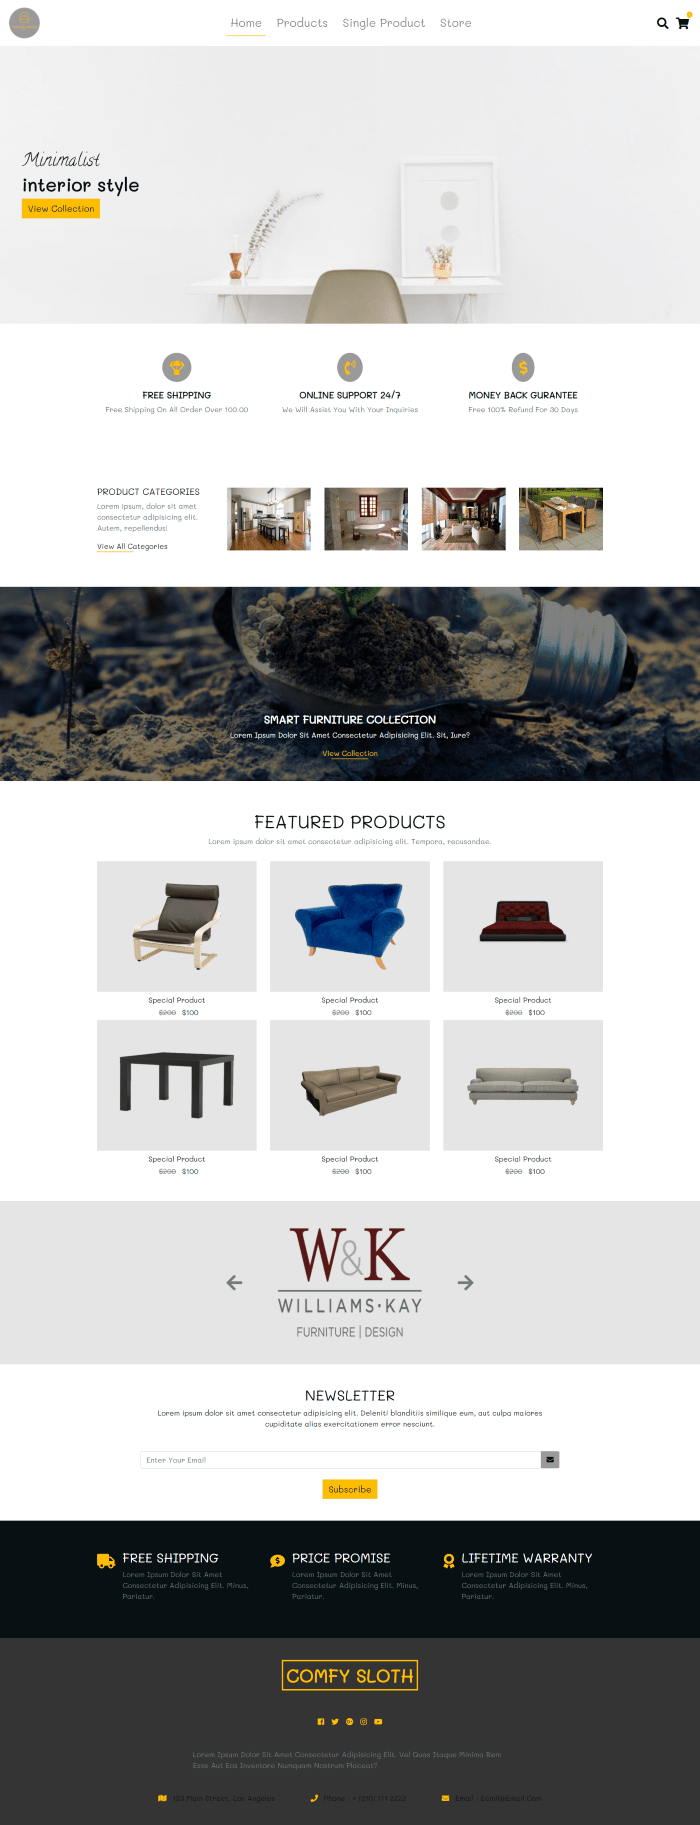 Home Products Single Product Store
Minimalist
interior style
View Collection
FREE SHIPPING
Free Shipping On All Order Over 100.00
ONLINE SUPPORT 24/7
We Will Assist You With Your Inquiries
MONEY BACK GURANTEE
Free 100% Refund For 30 Days
PRODUCT CATEGORIES
Lorem ipsum, dolor sit amet
consectetur adipisicing elit.
Autem, repellendus!
View All Categories
SMART FURNITURE COLLECTION
Lorem Ipsum Dolor Sit Amet Consectetur Adipisicing Elit. Sit, Iure?
View Collection
FEATURED PRODUCTS
Lorem ipsum dolor sit amet consectetur adipisicing elit. Tempora, recusandae.
Special Product
$200 $100
Special Product
$200 $100
Special Product
$200 $100
Special Product
$200 $100
Special Product
$200 $100
Special Product
$200 $100
W&K
WILLIAMS·KAY
FURNITURE | DESIGN
NEWSLETTER
Lorem ipsum dolor sit amet consectetur adipisicing elit. Deleniti blanditiis similique eum, aut culpa maiores
cupiditate alias exercitationem error nesciunt.
Enter Your Email
Subscribe
FREE SHIPPING
Lorem Ipsum Dolor Sit Amet
Consectetur Adipisicing Elit. Minus,
Pariatur.
PRICE PROMISE
Lorem Ipsum Dolor Sit Amet
Consectetur Adipisicing Elit. Minus,
Pariatur.
LIFETIME WARRANTY
Lorem Ipsum Dolor Sit Amet
Consectetur Adipisicing Elit. Minus,
Pariatur.
COMFY SLOTH
Lorem Ipsum Dolor Sit Amet Consectetur Adipisicing Elit. Vel Quas Itaque Minima Rem
Esse Aut Eos Inventore Numquam Nostrum Placeat?
123 Main Street, Los Angeles
Phone : + (210) 111 2222
Email : Email@Email.Com